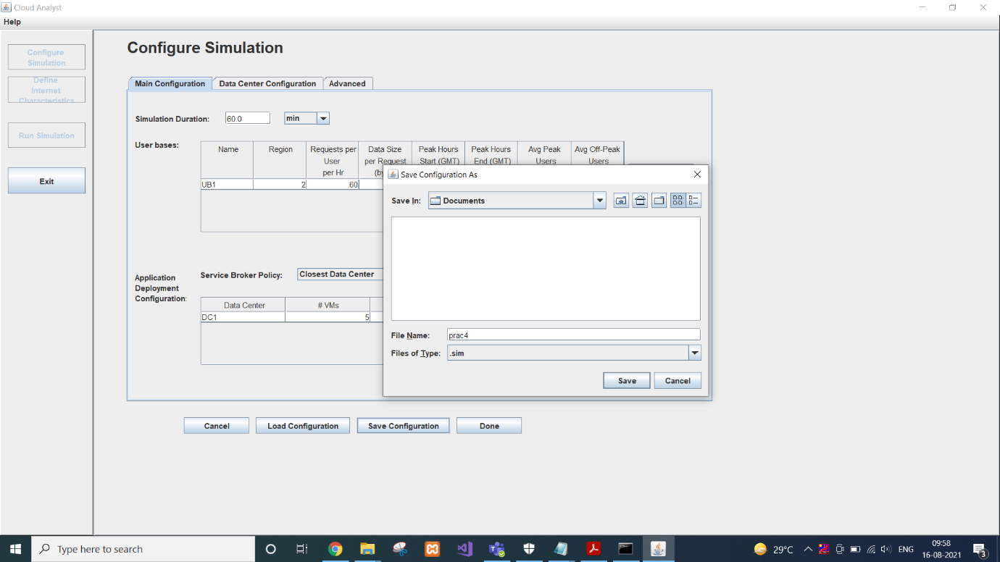 Cloud Analyst
Help
Configure
Simulation
Define
Internet
Characteristics
Run Simulation
Exit
Configure Simulation
Main Configuration
Data Center Configuration
Advanced
Simulation Duration:
60.0
min
User bases:
Name
Region
Requests per
User
per Hr
Data Size
per Request
(by
Peak Hours
Start (GMT)
Peak Hours
End (GMT)
Avg Peak
Users
Avg Off-Peak
Users
UB1
2
60
Application
Deployment
Configuration:
Service Broker Policy:
Closest Data Center
Data Center
# VMs
DC1
5
Save Configuration As
Save In:
Documents
File Name:
prac4
Files of Type:
.sim
Save
Cancel
Cancel
Load Configuration
Save Configuration
Done
Type here to search
29°C
ENG
09:58
16-08-2021
3